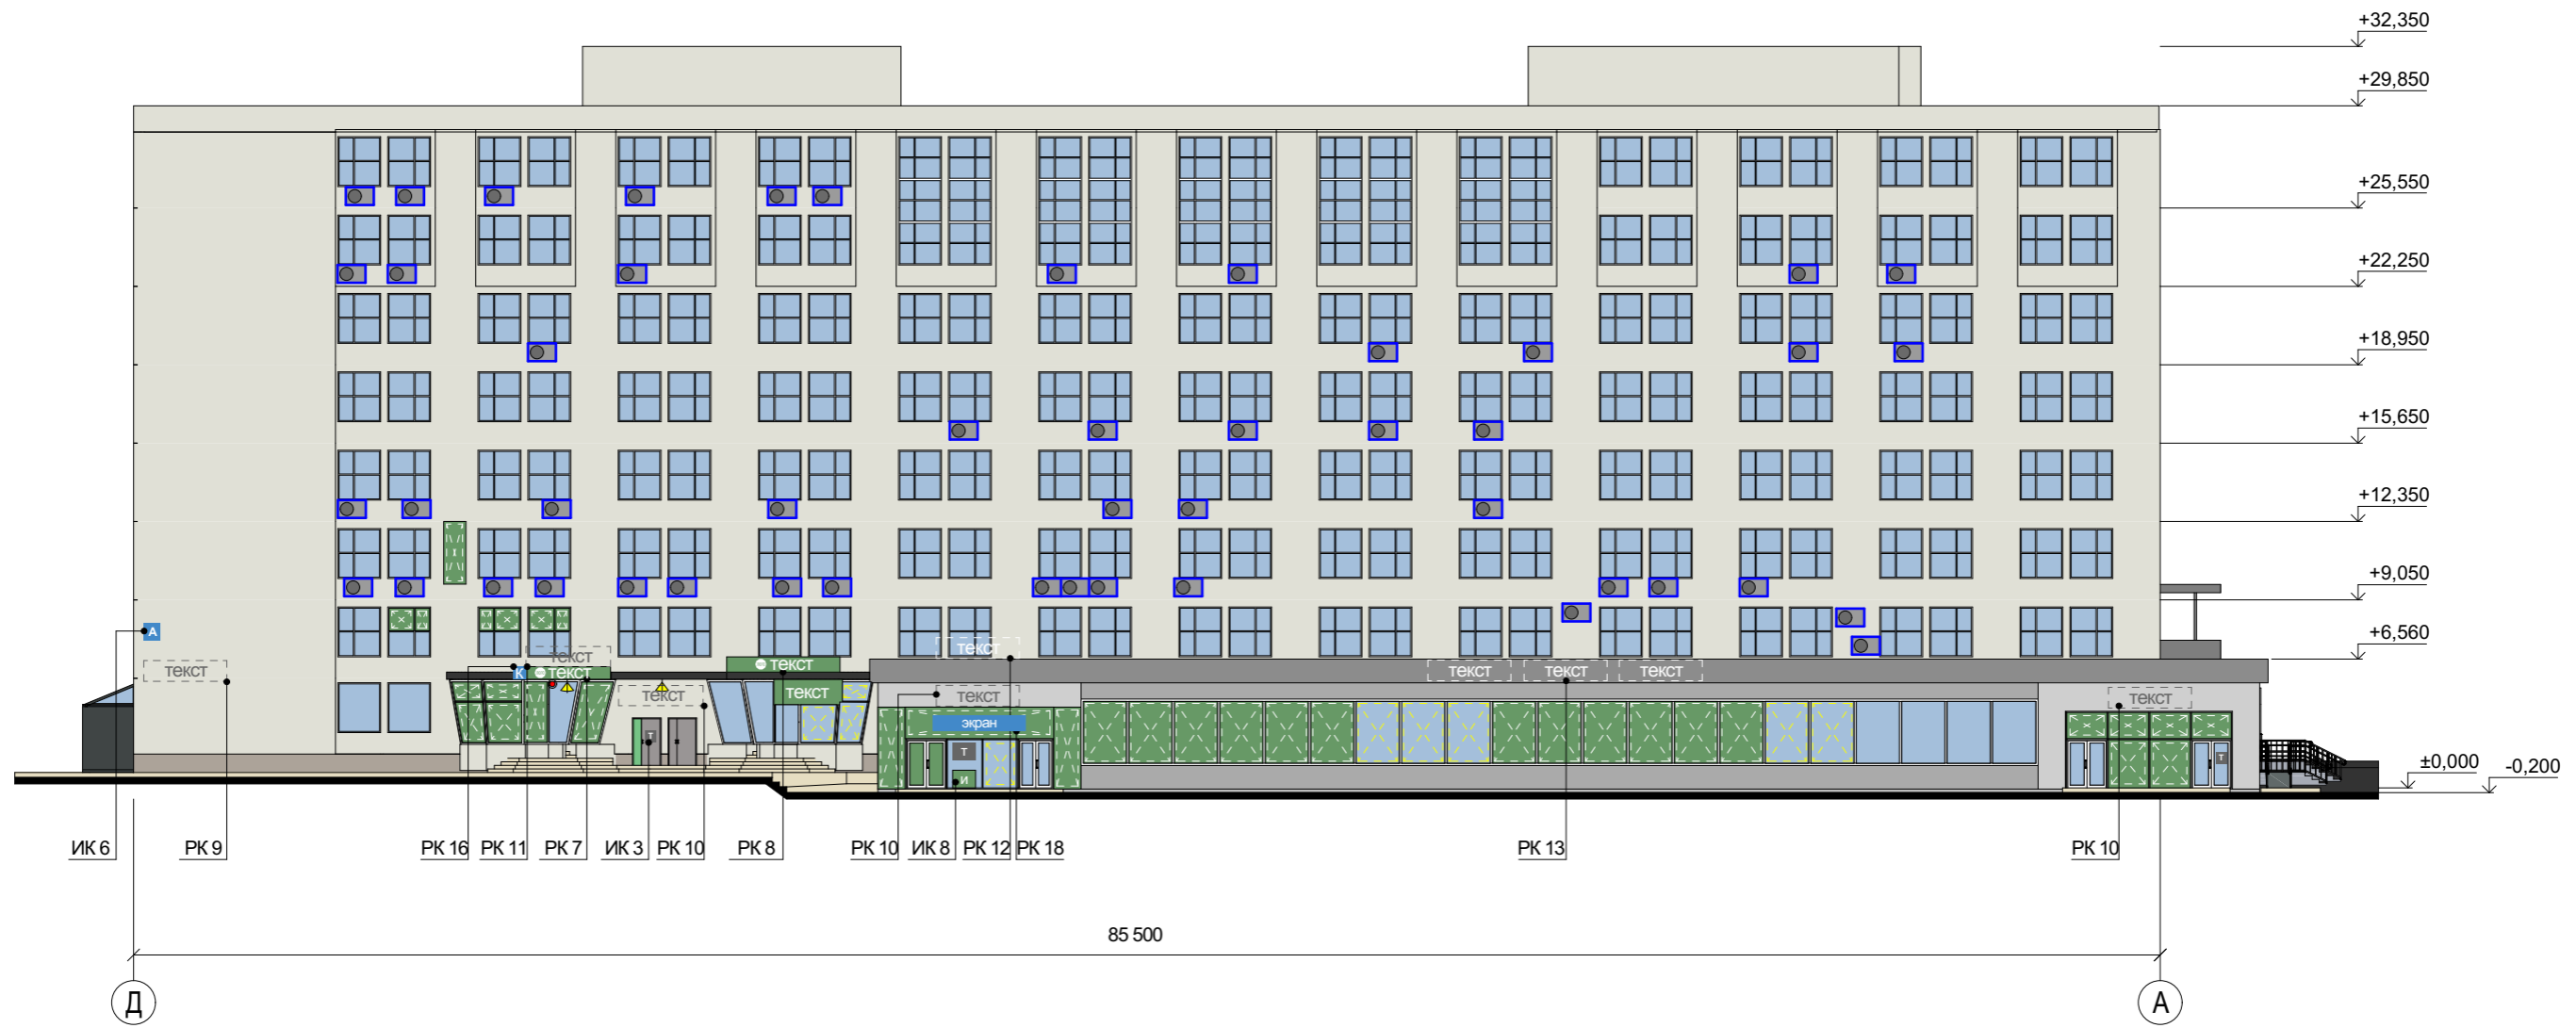 +32,350
+29,850
+25,550
+22,250
+18,950
+15,650
+12,350
+9,050
+6,560
±0,000
-0,200
А
текст
текст
К
текст
текст
текст
текст
текст
текст
экран
Т
Т
И
текст
текст
текст
текст
Т
ИК 6
РК 9
РК 16
РК 11
РК 7
ИК 3
РК 10
РК 8
РК 10
ИК 8
РК 12
РК 18
РК 13
РК 10
85 500
Д
А